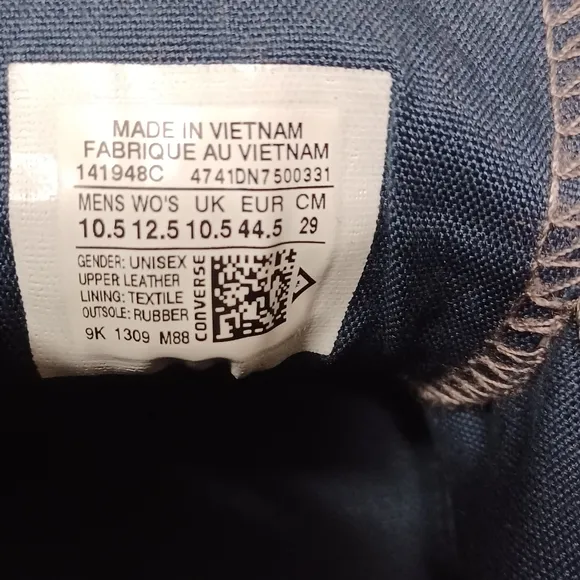 MADE IN VIETNAM
FABRIQUE AU VIETNAM
141948C 4741DN7500331
MENS WO'S UK EUR CM
10.5 12.5 10.5 44.5 29
GENDER: UNISEX
UPPER LEATHER
LINING: TEXTILE
OUTSOLE: RUBBER
9K 1309 M88
CONVERSE